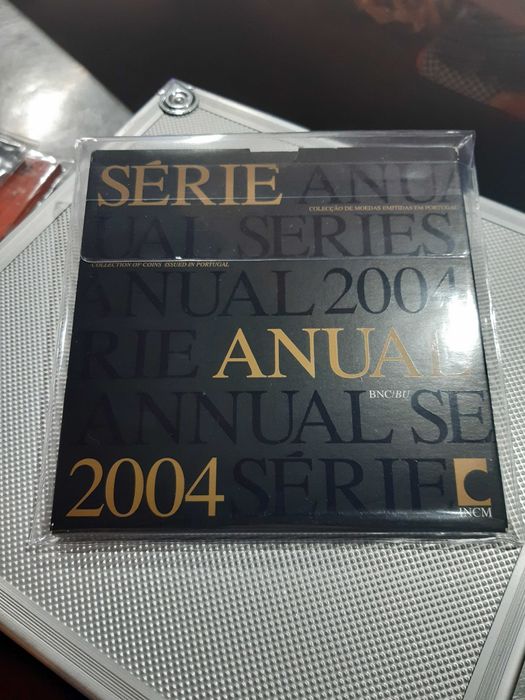 SÉRIE ANUA
COLECÇÃO DE MOEDAS EMITIDAS EM PORTUGAL
UAL SERIES
COLLECTION OF COINS ISSUED IN PORTUGAL
ANUAL 2004
RIE ANUAL
BNC/BU
ANNUAL SE
2004 SÉRIE
INCM